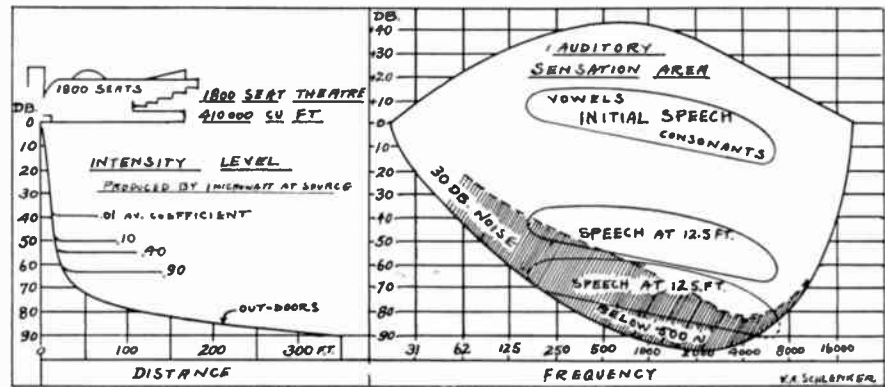 1800 SEATS
1800 SEAT THEATRE
410000 CU FT
DB.
0
10
20
30
40
50
60
70
80
90
INTENSITY LEVEL
PRODUCED BY 1 MICROWATT AT SOURCE
.01 AV. COEFFICIENT
.10
.40
.90
OUT-DOORS
0 100 200 300 FT.
DISTANCE
DB.
+40
+30
+20
+10
0
10
20
30
40
50
60
70
80
90
AUDITORY
SENSATION AREA
VOWELS
INITIAL SPEECH
CONSONANTS
30 DB. NOISE
SPEECH AT 12.5 FT.
SPEECH AT 125. FT.
BELOW 500 N
31 62 125 250 500 1000 2000 4000 8000 16000
FREQUENCY
V.A. SCHLENKER